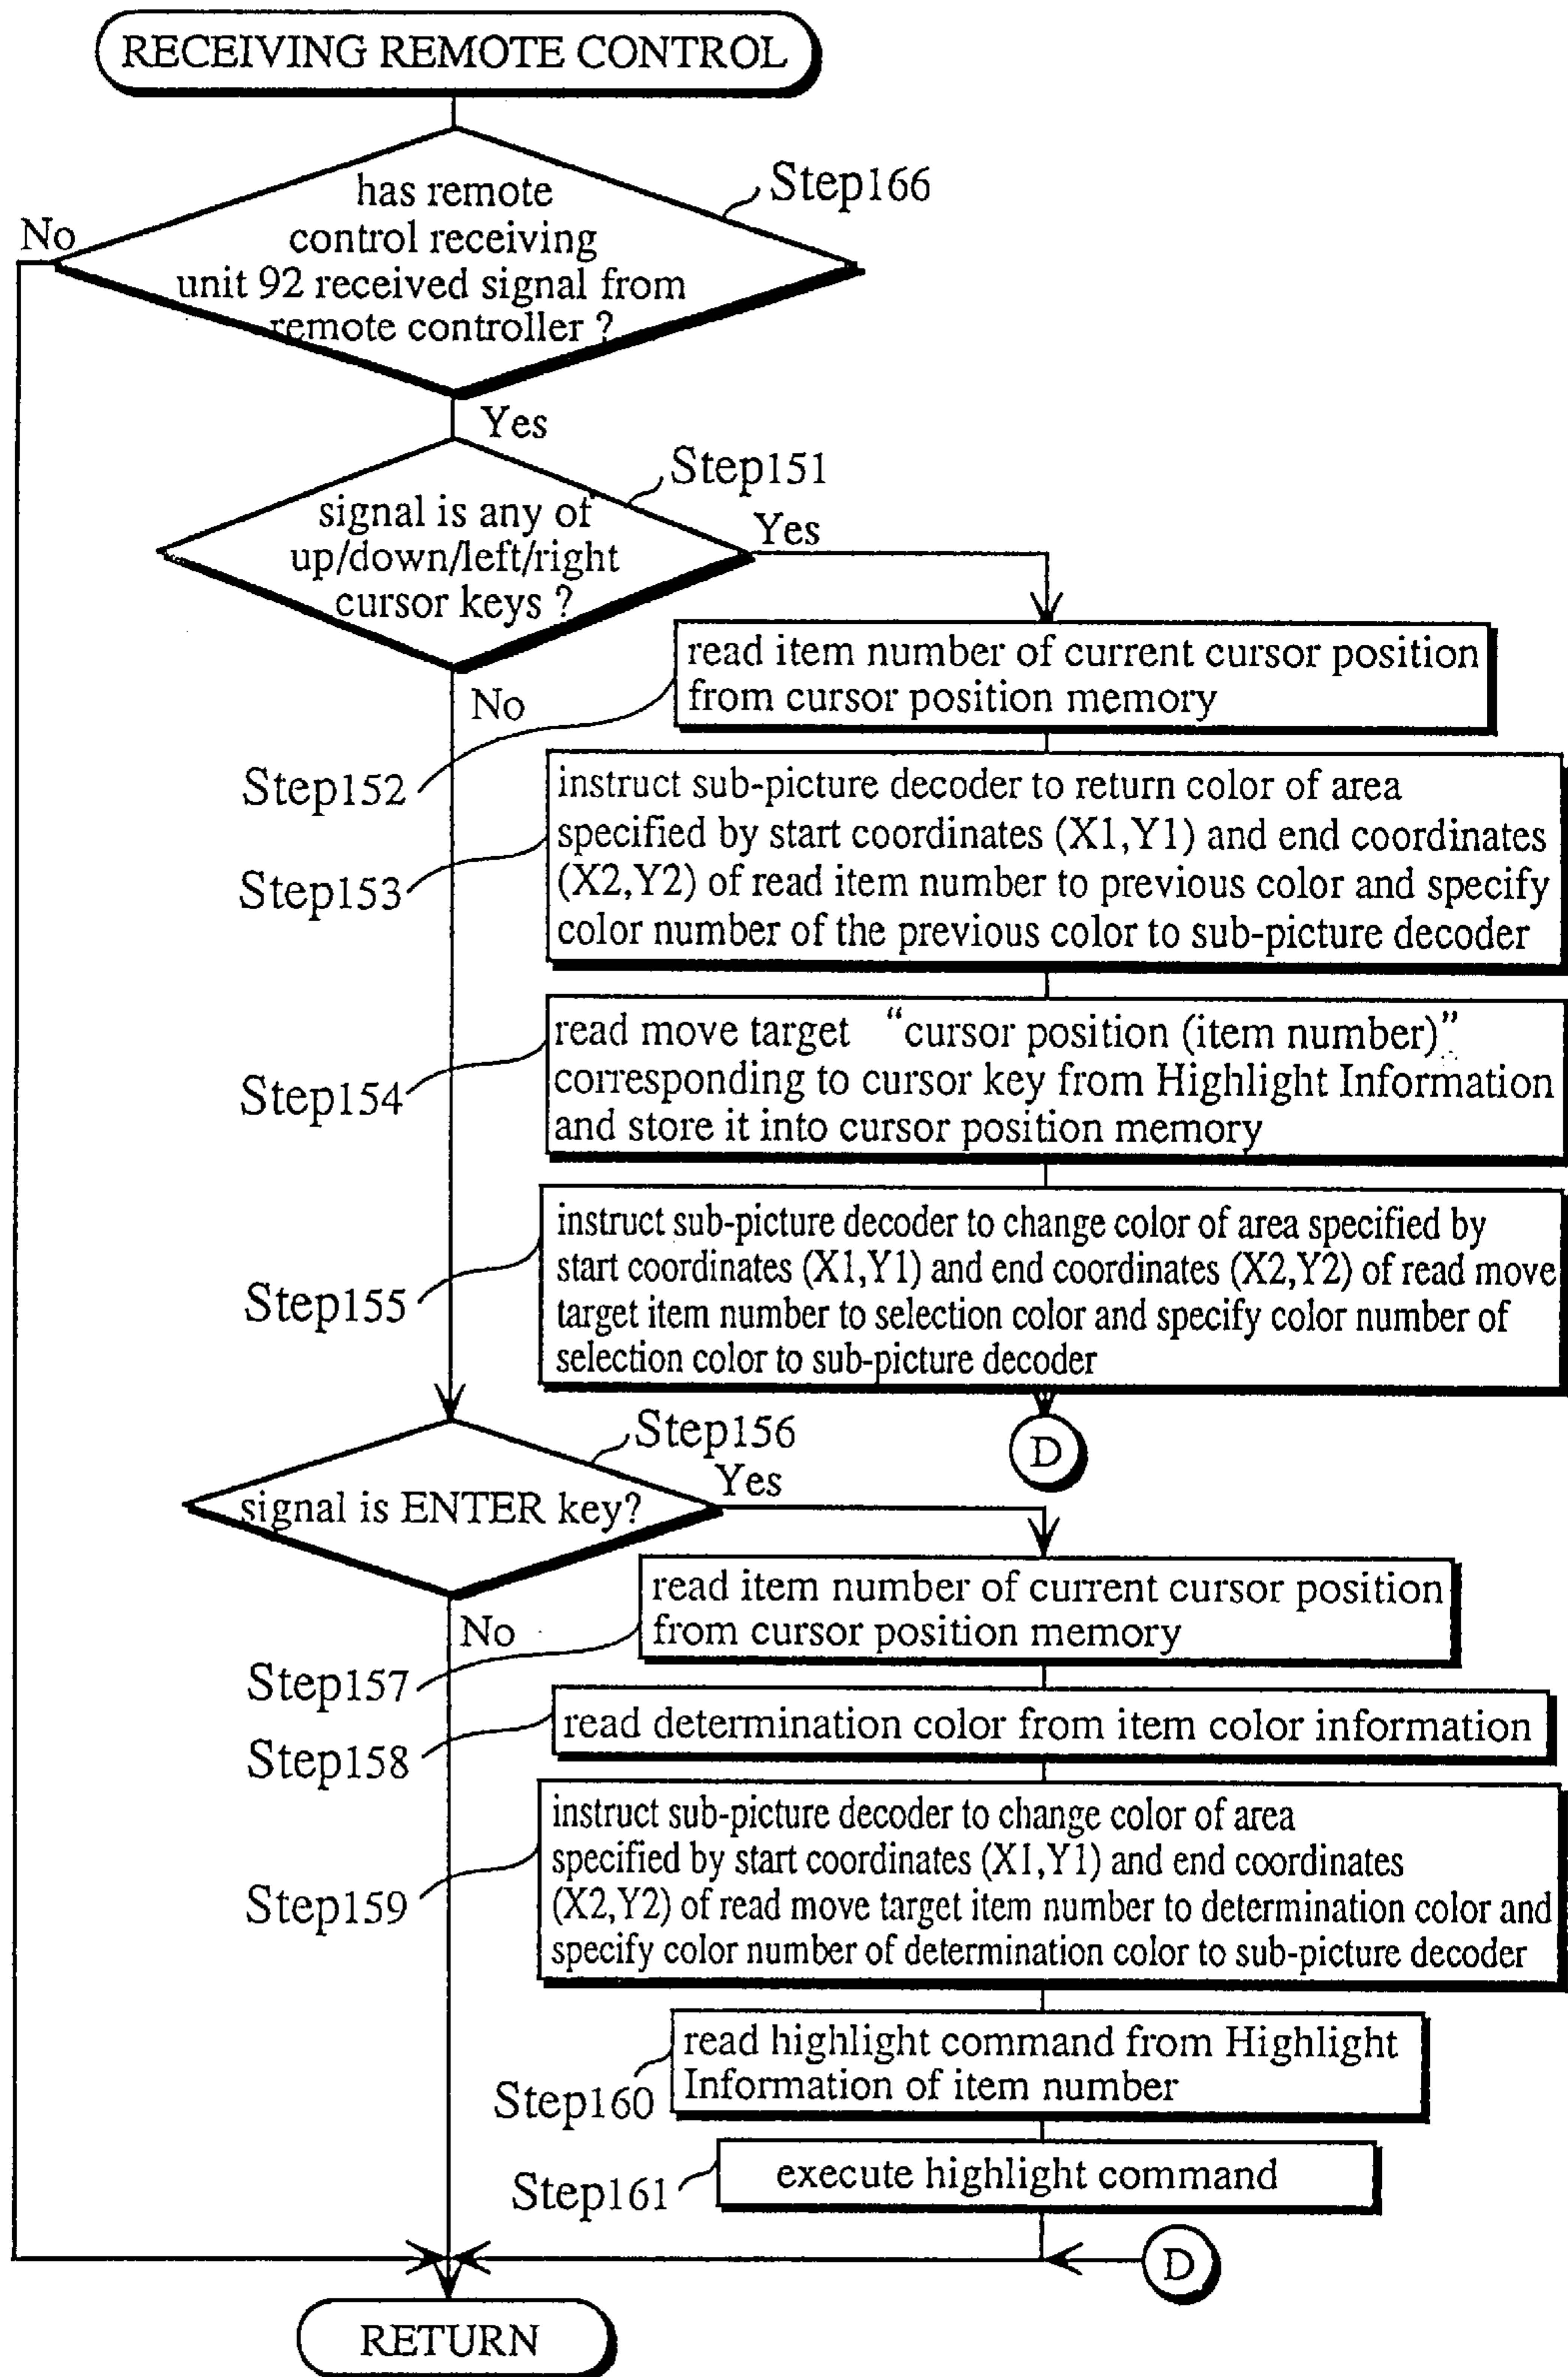 RECEIVING REMOTE CONTROL
has remote
control receiving
unit 92 received signal from
remote controller ?
Step166
No
Yes
signal is any of
up/down/left/right
cursor keys ?
Step151
Yes
No
read item number of current cursor position
from cursor position memory
Step152
instruct sub-picture decoder to return color of area
specified by start coordinates (X1,Y1) and end coordinates
(X2,Y2) of read item number to previous color and specify
color number of the previous color to sub-picture decoder
Step153
read move target “cursor position (item number)”
corresponding to cursor key from Highlight Information
and store it into cursor position memory
Step154
instruct sub-picture decoder to change color of area specified by
start coordinates (X1,Y1) and end coordinates (X2,Y2) of read move
target item number to selection color and specify color number of
selection color to sub-picture decoder
Step155
D
signal is ENTER key?
Step156
Yes
No
read item number of current cursor position
from cursor position memory
Step157
read determination color from item color information
Step158
instruct sub-picture decoder to change color of area
specified by start coordinates (X1,Y1) and end coordinates
(X2,Y2) of read move target item number to determination color and
specify color number of determination color to sub-picture decoder
Step159
read highlight command from Highlight
Information of item number
Step160
execute highlight command
Step161
D
RETURN